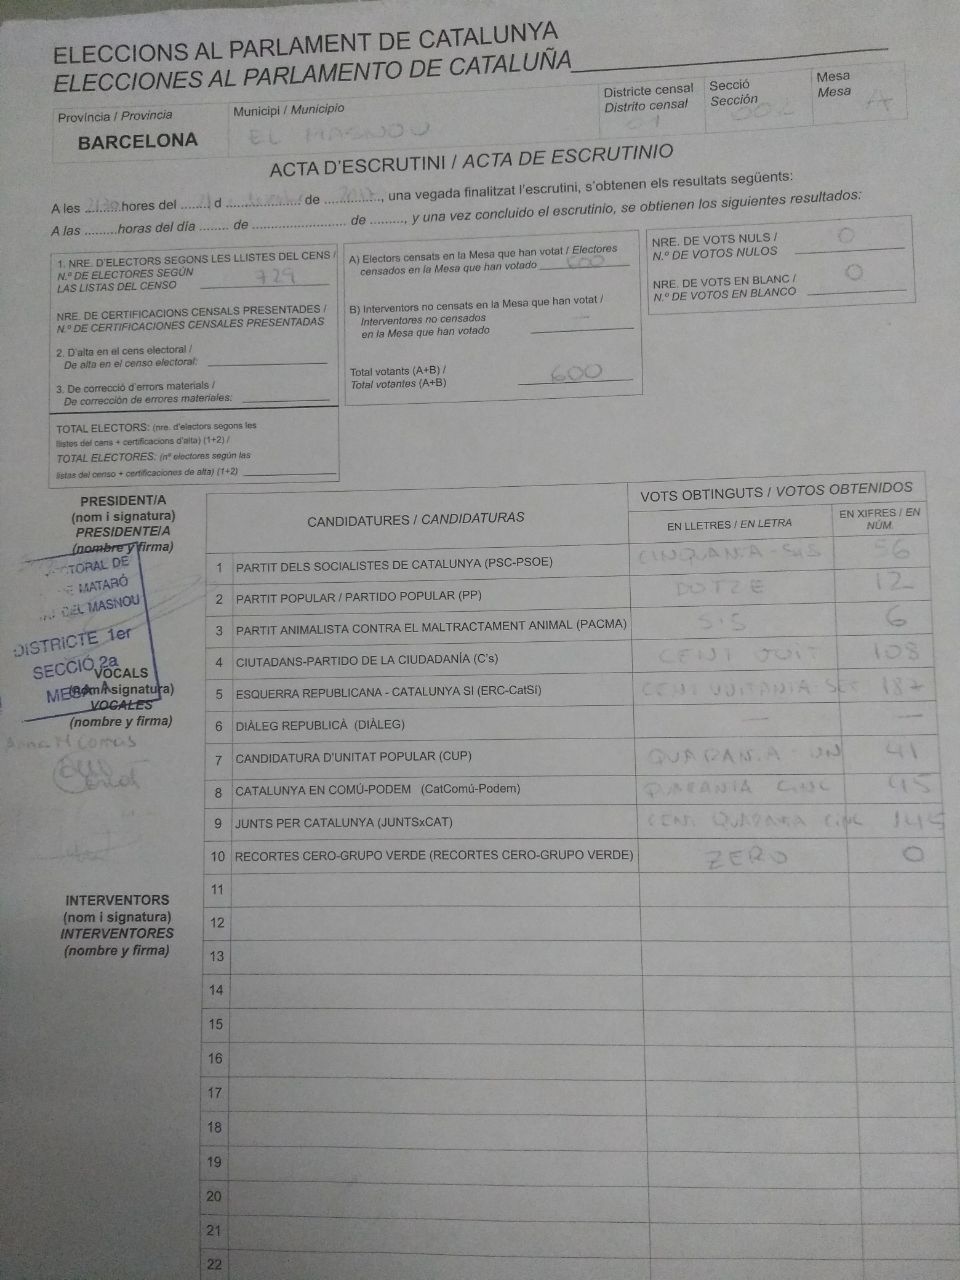 ELECCIONS AL PARLAMENT DE CATALUNYA
ELECCIONES AL PARLAMENTO DE CATALUÑA
Província / Provincia
BARCELONA
Municipi / Municipio
EL MASNOU
Districte censal
Distrito censal
01
Secció
Sección
002
Mesa
Mesa
A
ACTA D'ESCRUTINI / ACTA DE ESCRUTINIO
A les ......... hores del ........ d .................... de 2017, una vegada finalitzat l'escrutini, s'obtenen els resultats següents:
A las .........horas del día ........ de ........................ de ........., y una vez concluido el escrutinio, se obtienen los siguientes resultados:
1. NRE. D'ELECTORS SEGONS LES LLISTES DEL CENS /
N.º DE ELECTORES SEGÚN
LAS LISTAS DEL CENSO 729
NRE. DE CERTIFICACIONS CENSALS PRESENTADES /
N.º DE CERTIFICACIONES CENSALES PRESENTADAS
2. D'alta en el cens electoral /
De alta en el censo electoral:
3. De correcció d'errors materials /
De corrección de errores materiales:
TOTAL ELECTORS: (nre. d'electors segons les
llistes del cens + certificacions d'alta) (1+2) /
TOTAL ELECTORES: (nº electores según las
listas del censo + certificaciones de alta) (1+2)
A) Electors censats en la Mesa que han votat / Electores
censados en la Mesa que han votado 600
B) Interventors no censats en la Mesa que han votat /
Interventores no censados
en la Mesa que han votado —
Total votants (A+B) /
Total votantes (A+B) 600
NRE. DE VOTS NULS /
N.º DE VOTOS NULOS 0
NRE. DE VOTS EN BLANC /
N.º DE VOTOS EN BLANCO 0
PRESIDENT/A
(nom i signatura)
PRESIDENTE/A
(nombre y firma)
TORAL DE
MATARÓ
DEL MASNOU
DISTRICTE 1er
SECCIÓ 2a
MESA A
VOCALS
(nom i signatura)
VOCALES
(nombre y firma)
Anna M Comas
INTERVENTORS
(nom i signatura)
INTERVENTORES
(nombre y firma)
CANDIDATURES / CANDIDATURAS
VOTS OBTINGUTS / VOTOS OBTENIDOS
EN LLETRES / EN LETRA
EN XIFRES / EN NÚM.
1 PARTIT DELS SOCIALISTES DE CATALUNYA (PSC-PSOE) CINQUANTA-SIS 56
2 PARTIT POPULAR / PARTIDO POPULAR (PP) DOTZE 12
3 PARTIT ANIMALISTA CONTRA EL MALTRACTAMENT ANIMAL (PACMA) SIS 6
4 CIUTADANS-PARTIDO DE LA CIUDADANÍA (C's) CENT VUIT 108
5 ESQUERRA REPUBLICANA - CATALUNYA SI (ERC-CatSí) CENT VUITANTA-SET 187
6 DIÀLEG REPUBLICÀ (DIÀLEG) — —
7 CANDIDATURA D'UNITAT POPULAR (CUP) QUARANTA-UN 41
8 CATALUNYA EN COMÚ-PODEM (CatComú-Podem) CINC 45
9 JUNTS PER CATALUNYA (JUNTSxCAT) CENT QUARANTA CINC 145
10 RECORTES CERO-GRUPO VERDE (RECORTES CERO-GRUPO VERDE) ZERO 0
11
12
13
14
15
16
17
18
19
20
21
22